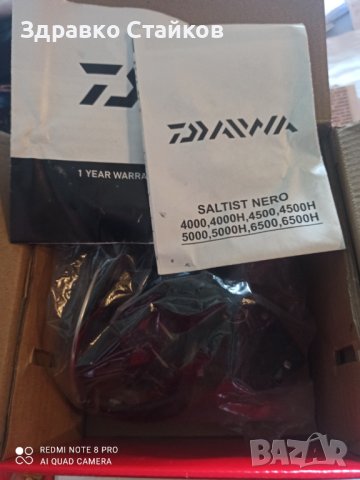 Здравко Стайков
1 YEAR WARRA
DAIWA
SALTIST NERO
4000,4000H,4500,4500H
5000,5000H,6500,6500H
REDMI NOTE 8 PRO
AI QUAD CAMERA
BAZAR